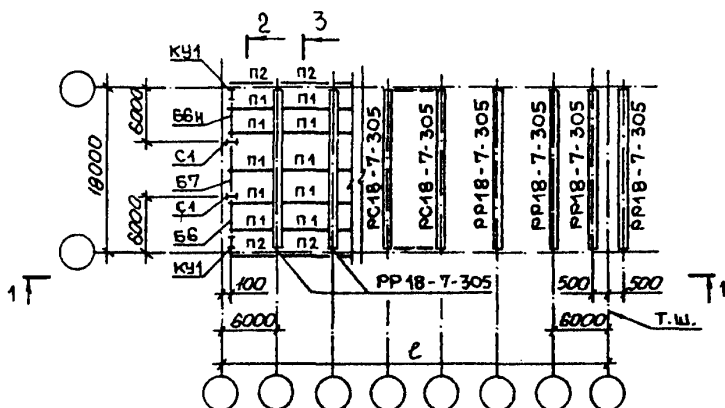 2 3
КУ1
П2 П2
П1 П1
6000
Б6н
П1 П1
С1
18000
П1 П1
Б7
С1
П1 П1
6000
Б6
П1 П1
КУ1
П2 П2
РС18-7-305
РС18-7-305
РР18-7-305
РР18-7-305
РР18-7-305
РР18-7-305
1 1
100
РР18-7-305
500 500
6000
6000
Т.Ш.
ℓ